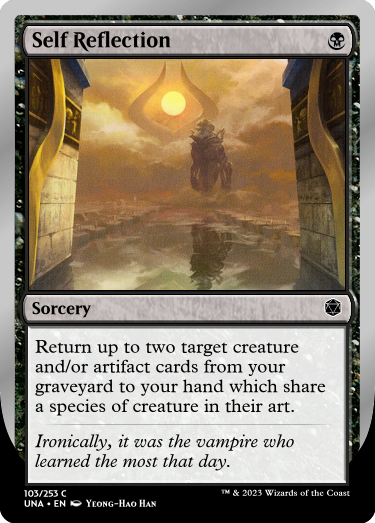 Self Reflection
Sorcery
Return up to two target creature
and/or artifact cards from your
graveyard to your hand which share
a species of creature in their art.
Ironically, it was the vampire who
learned the most that day.
103/253 C
UNA • EN Yeong-Hao Han
™ & 2023 Wizards of the Coast